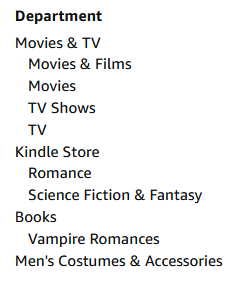 Department
Movies & TV
Movies & Films
Movies
TV Shows
TV
Kindle Store
Romance
Science Fiction & Fantasy
Books
Vampire Romances
Men's Costumes & Accessories